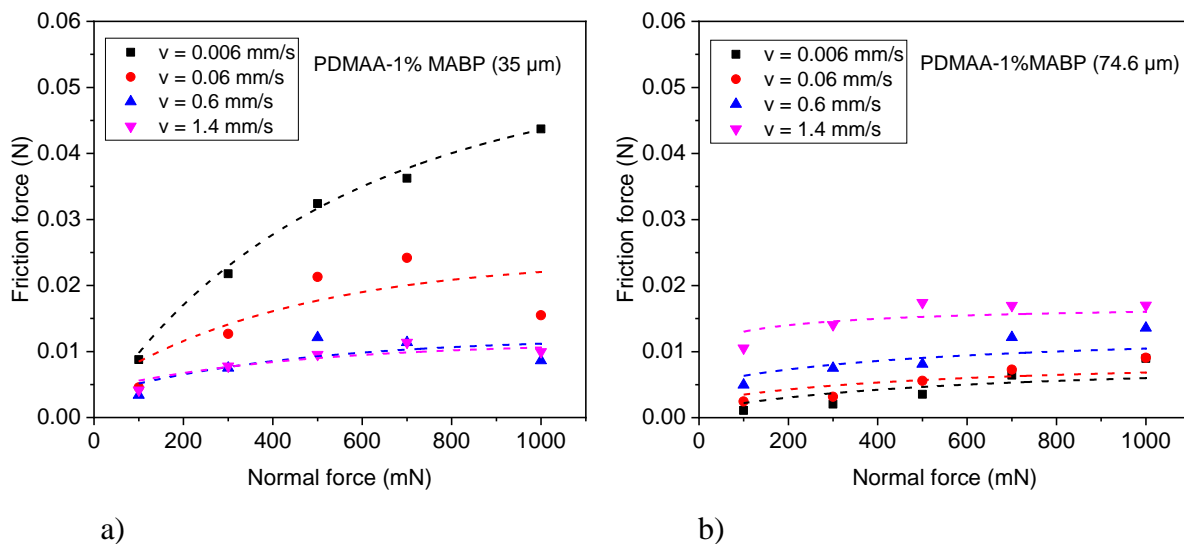 0.06
0.05
0.04
0.03
0.02
0.01
0.00
Friction force (N)
v = 0.006 mm/s
v = 0.06 mm/s
v = 0.6 mm/s
v = 1.4 mm/s
PDMAA-1% MABP (35 µm)
0 200 400 600 800 1000
Normal force (mN)
a)
0.06
0.05
0.04
0.03
0.02
0.01
0.00
Friction force (N)
v = 0.006 mm/s
v = 0.06 mm/s
v = 0.6 mm/s
v = 1.4 mm/s
PDMAA-1%MABP (74.6 µm)
0 200 400 600 800 1000
Normal force (mN)
b)